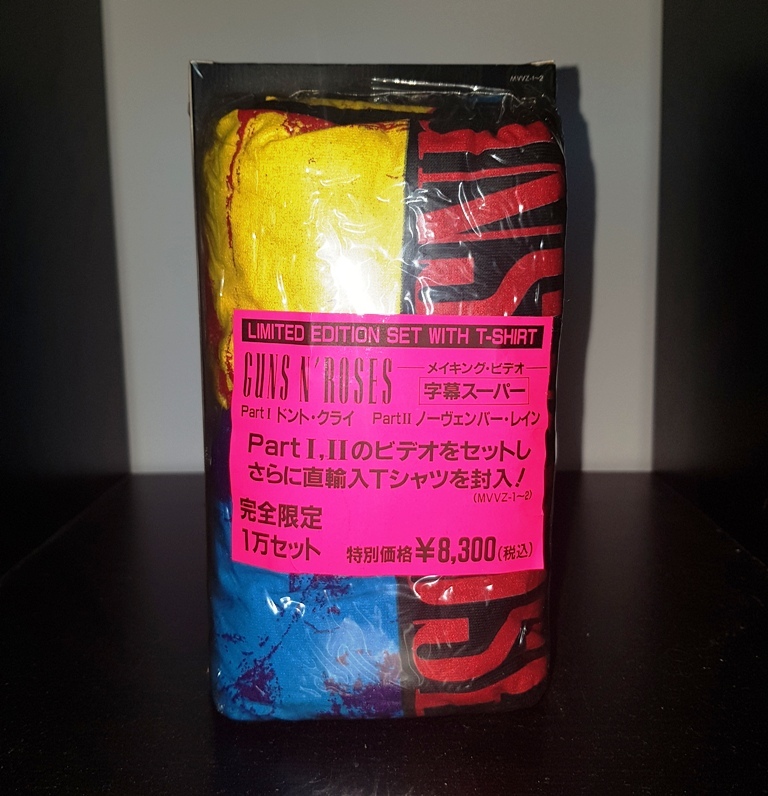 MVVZ-1~2
LIMITED EDITION SET WITH T-SHIRT
GUNS N' ROSES
メイキング・ビデオ
字幕スーパー
Part I ドント・クライ Part II ノーヴェンバー・レイン
Part I,IIのビデオをセットし
さらに直輸入Tシャツを封入!
(MVVZ-1~2)
完全限定
1万セット
特別価格¥8,300(税込)